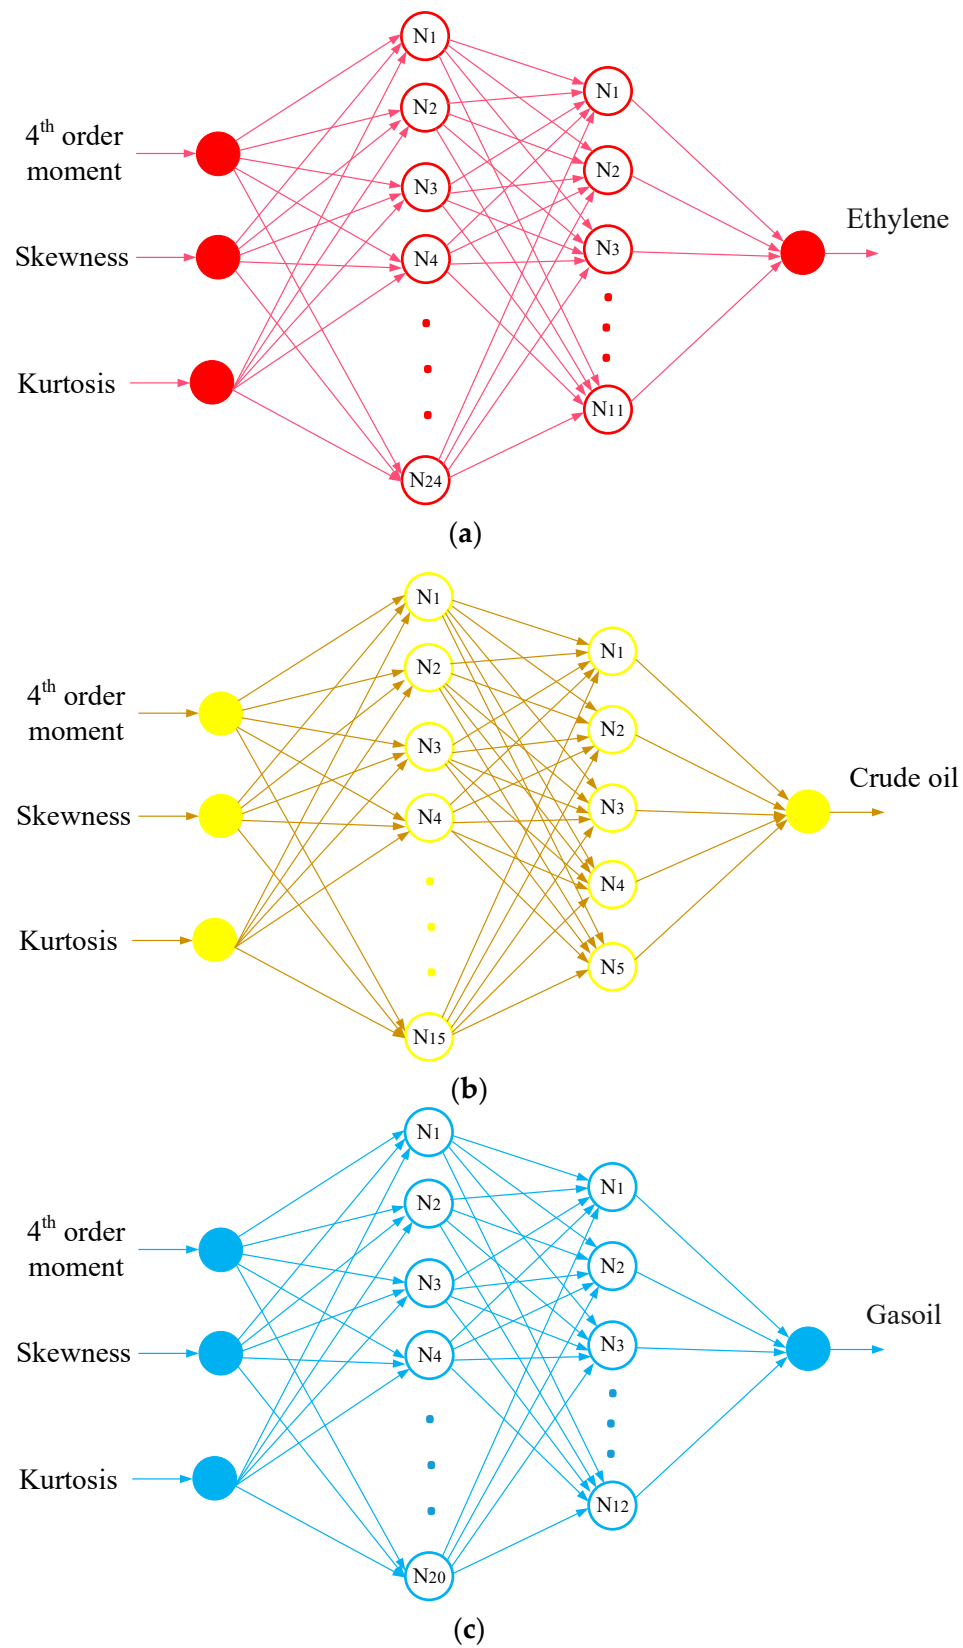 N1
N2
N3
N4
N24
N1
N2
N3
N11
4th order
moment
Skewness
Kurtosis
Ethylene
(a)
N1
N2
N3
N4
N15
N1
N2
N3
N4
N5
4th order
moment
Skewness
Kurtosis
Crude oil
(b)
N1
N2
N3
N4
N20
N1
N2
N3
N12
4th order
moment
Skewness
Kurtosis
Gasoil
(c)